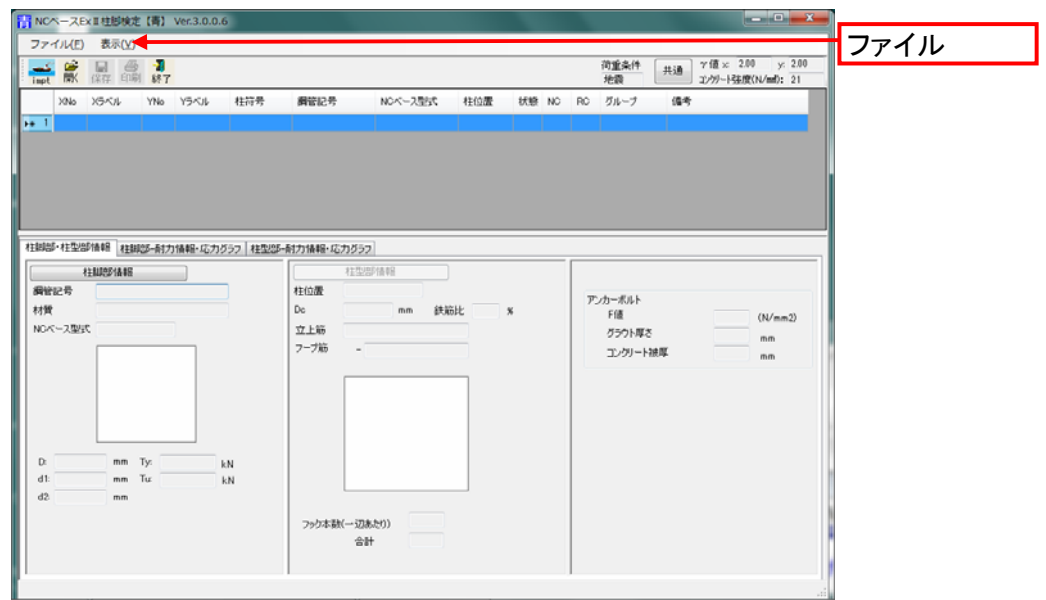 青 NCベースExⅡ柱脚検定【青】 Ver.3.0.0.6
ファイル(F) 表示(V)
ファイル
impt 開く 保存 印刷 終了
荷重条件 地震 共通 γ値 x: 2.00 y: 2.00
コンクリート強度(N/mm²): 21
XNo Xラベル YNo Yラベル 柱符号 鋼管記号 NCベース型式 柱位置 状態 NC RC グループ 備考
1
柱脚部・柱型部情報 柱脚部-耐力情報・応力グラフ 柱型部-耐力情報・応力グラフ
柱脚部情報
鋼管記号
材質
NCベース型式
D: mm Ty: kN
d1: mm Tu: kN
d2: mm
柱型部情報
柱位置
Dc mm 鉄筋比 %
立上筋
フープ筋 -
フック本数(一辺あたり)
合計
アンカーボルト
F値 (N/mm2)
グラウト厚さ mm
コンクリート被厚 mm